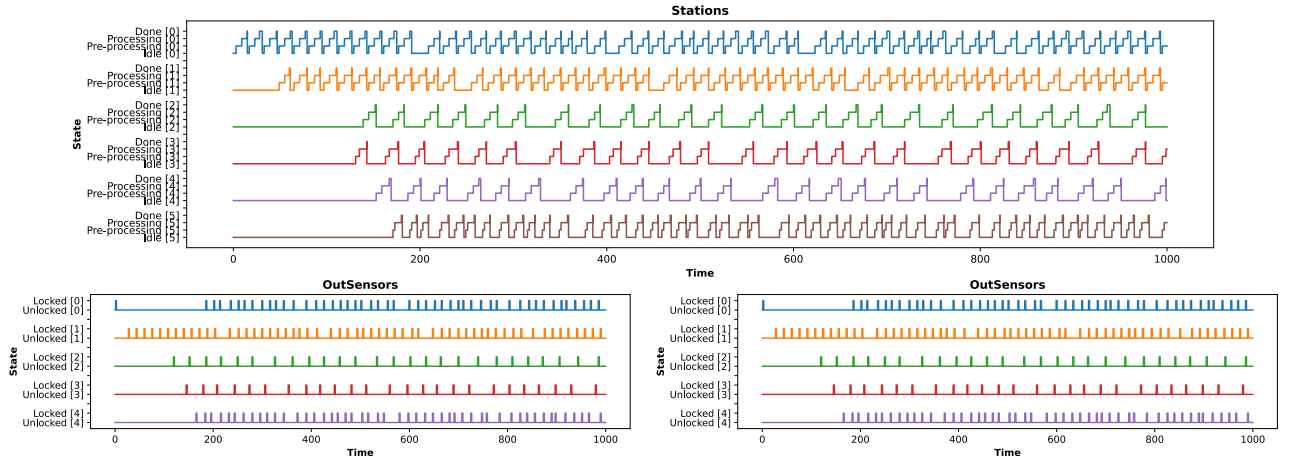 Stations
Done [0]
Processing [0]
Pre-processing [0]
Idle [0]
Done [1]
Processing [1]
Pre-processing [1]
Idle [1]
Done [2]
Processing [2]
Pre-processing [2]
Idle [2]
Done [3]
Processing [3]
Pre-processing [3]
Idle [3]
Done [4]
Processing [4]
Pre-processing [4]
Idle [4]
Done [5]
Processing [5]
Pre-processing [5]
Idle [5]
State
0 200 400 600 800 1000
Time
OutSensors
Locked [0]
Unlocked [0]
Locked [1]
Unlocked [1]
Locked [2]
Unlocked [2]
Locked [3]
Unlocked [3]
Locked [4]
Unlocked [4]
State
0 200 400 600 800 1000
Time
OutSensors
Locked [0]
Unlocked [0]
Locked [1]
Unlocked [1]
Locked [2]
Unlocked [2]
Locked [3]
Unlocked [3]
Locked [4]
Unlocked [4]
State
0 200 400 600 800 1000
Time